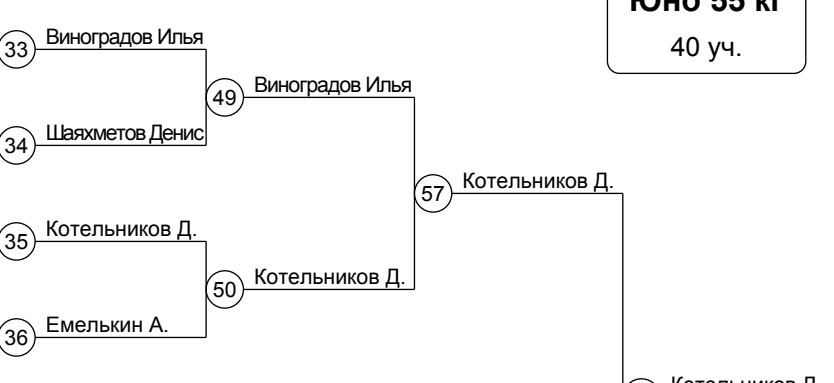 Юно 55 кг
40 уч.
33 Виноградов Илья
49 Виноградов Илья
34 Шаяхметов Денис
57 Котельников Д.
35 Котельников Д.
50 Котельников Д.
36 Емелькин А.
Котельников Д